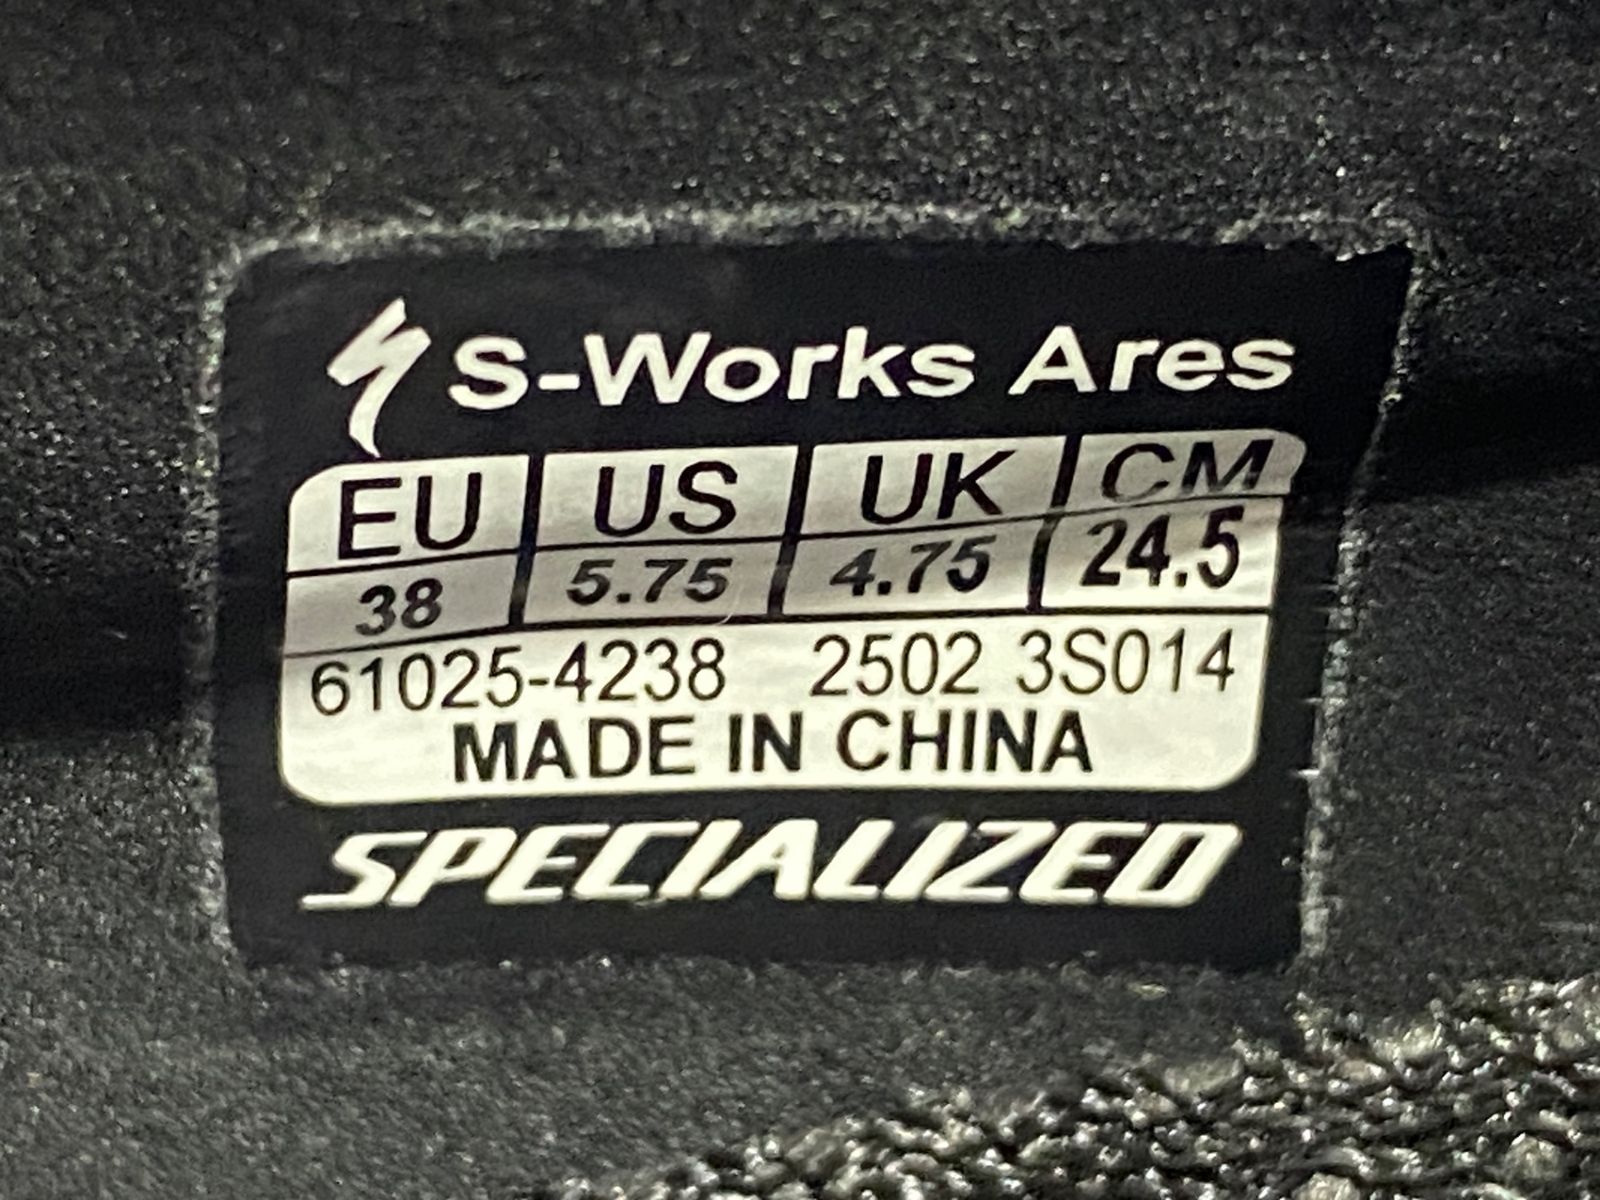 S-Works Ares
EU US UK CM
38 5.75 4.75 24.5
61025-4238 2502 3S014
MADE IN CHINA
SPECIALIZED